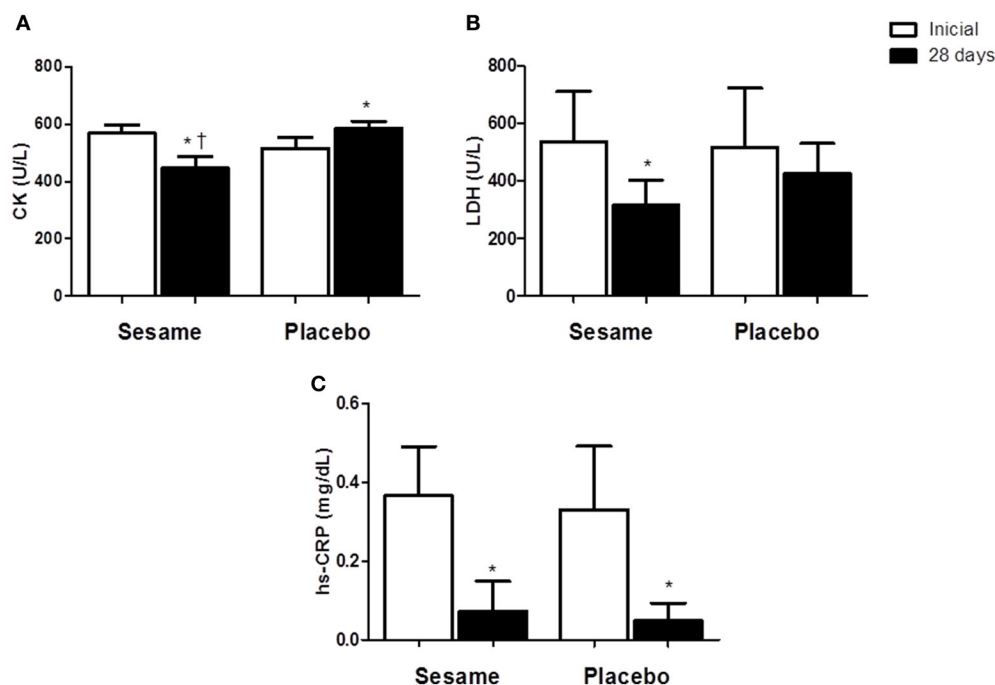 A
CK (U/L)
800
600
400
200
0
* †
*
Sesame Placebo
B
LDH (U/L)
800
600
400
200
0
*
Sesame Placebo
Inicial
28 days
C
hs-CRP (mg/dL)
0.6
0.4
0.2
0.0
*
*
Sesame Placebo